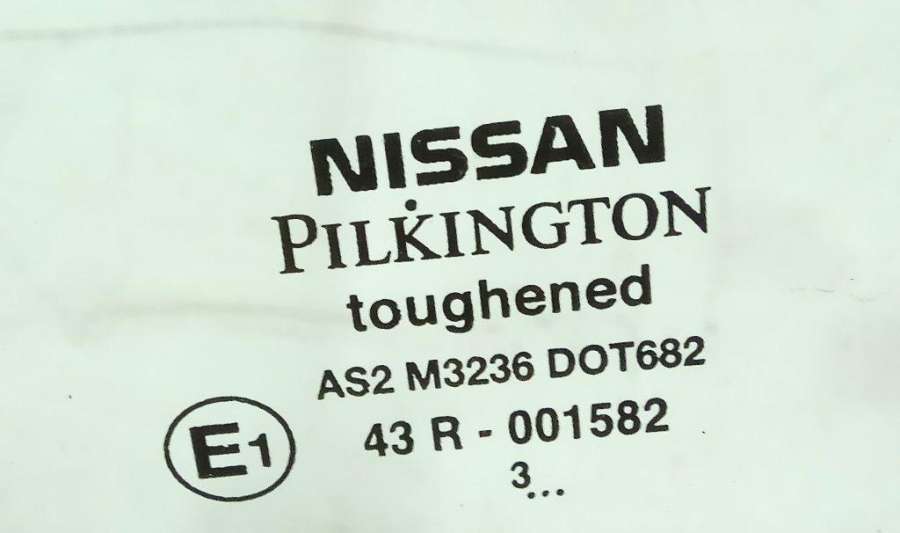 NISSAN
PILKINGTON
toughened
AS2 M3236 DOT682
43 R - 001582
E1
3...